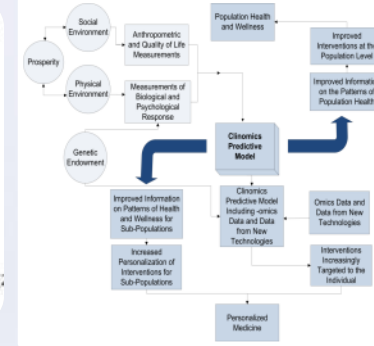 Social
Environment
Population Health
and Wellness
Anthropometric
and Quality of Life
Measurements
Improved
Interventions at the
Population Level
Prosperity
Physical
Environment
Measurements of
Biological and
Psychological
Response
Improved Informati
on the Patterns of
Population Health
Clinomics
Predictive
Model
Genetic
Endowment
Improved Information
on Patterns of Health
and Wellness for
Sub-Populations
Clinomics
Predictive Model
Including -omics
Data and Data
from New
Technologies
Omics Data and
Data from New
Technologies
Increased
Personalization of
Interventions for
Sub-Populations
Interventions
Increasingly
Targeted to the
Individual
Personalized
Medicine